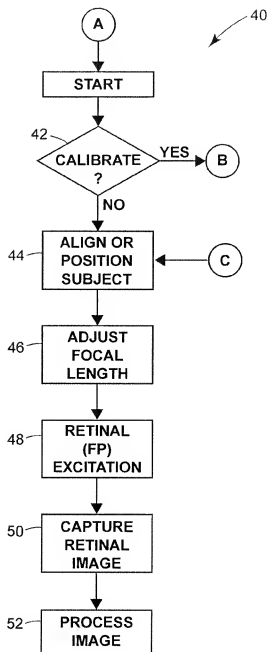 A
40
START
42
CALIBRATE
?
YES
B
NO
44
ALIGN OR
POSITION
SUBJECT
C
46
ADJUST
FOCAL
LENGTH
48
RETINAL
(FP)
EXCITATION
50
CAPTURE
RETINAL
IMAGE
52
PROCESS
IMAGE